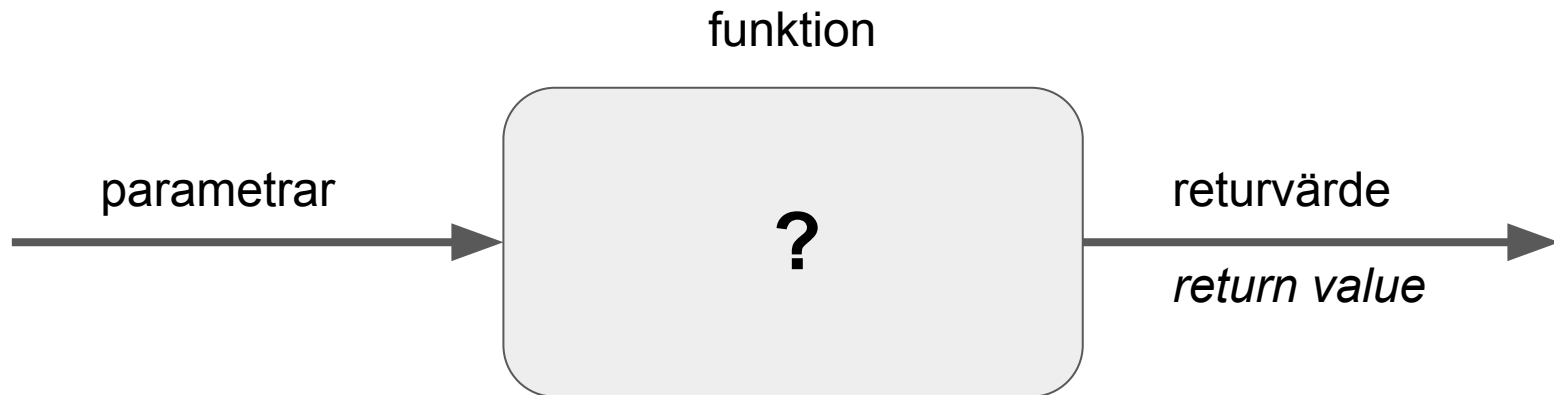 funktion
parametrar
?
returvärde
return value